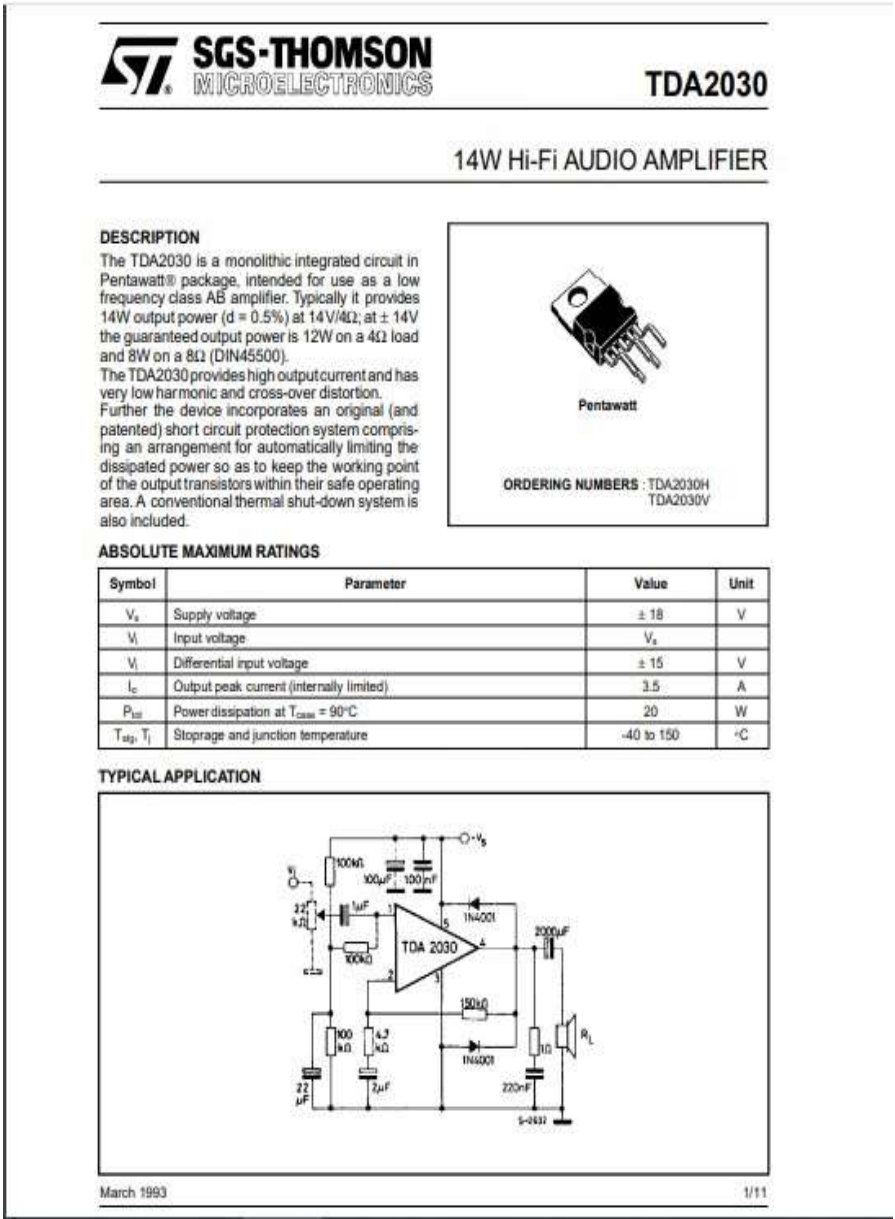 SGS-THOMSON
MICROELECTRONICS
TDA2030
14W Hi-Fi AUDIO AMPLIFIER
DESCRIPTION
The TDA2030 is a monolithic integrated circuit in
Pentawatt® package, intended for use as a low
frequency class AB amplifier. Typically it provides
14W output power (d = 0.5%) at 14V/4Ω; at ± 14V
the guaranteed output power is 12W on a 4Ω load
and 8W on a 8Ω (DIN45500).
The TDA2030 provides high output current and has
very low harmonic and cross-over distortion.
Further the device incorporates an original (and
patented) short circuit protection system compris-
ing an arrangement for automatically limiting the
dissipated power so as to keep the working point
of the output transistors within their safe operating
area. A conventional thermal shut-down system is
also included.
Pentawatt
ORDERING NUMBERS : TDA2030H
TDA2030V
ABSOLUTE MAXIMUM RATINGS
Symbol Parameter Value Unit
Vs Supply voltage ± 18 V
Vi Input voltage Vs
Vi Differential input voltage ± 15 V
Io Output peak current (internally limited) 3.5 A
Ptot Power dissipation at Tcase = 90°C 20 W
Tstg, Tj Stoprage and junction temperature -40 to 150 °C
TYPICAL APPLICATION
+Vs
100kΩ
100µF 100nF
Vi
22 kΩ
1µF
1
5
1N4001
2000µF
TDA 2030
4
100kΩ
2
3
150kΩ
100 kΩ
4.7 kΩ
1N4001
1Ω
RL
22 µF
2µF
220nF
S-2632
March 1993
1/11